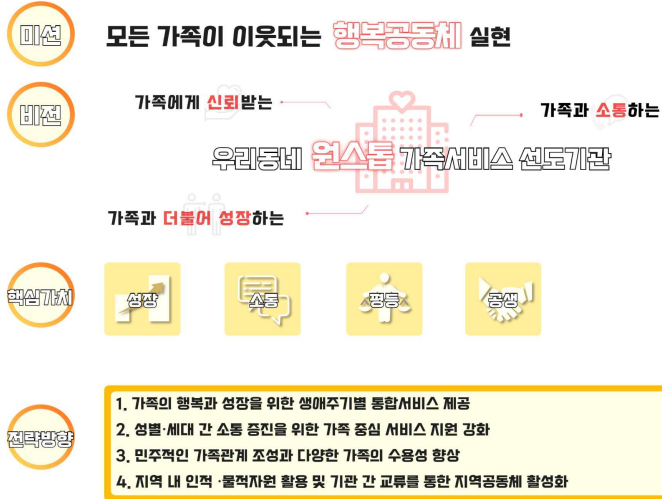 미션
모든 가족이 이웃되는 행복공동체 실현
비전
가족에게 신뢰받는
가족과 소통하는
우리동네 원스톱 가족서비스 선도기관
가족과 더불어 성장하는
핵심가치
성장
소통
평등
공생
전략방향
1. 가족의 행복과 성장을 위한 생애주기별 통합서비스 제공
2. 성별·세대 간 소통 증진을 위한 가족 중심 서비스 지원 강화
3. 민주적인 가족관계 조성과 다양한 가족의 수용성 향상
4. 지역 내 인적 ·물적자원 활용 및 기관 간 교류를 통한 지역공동체 활성화